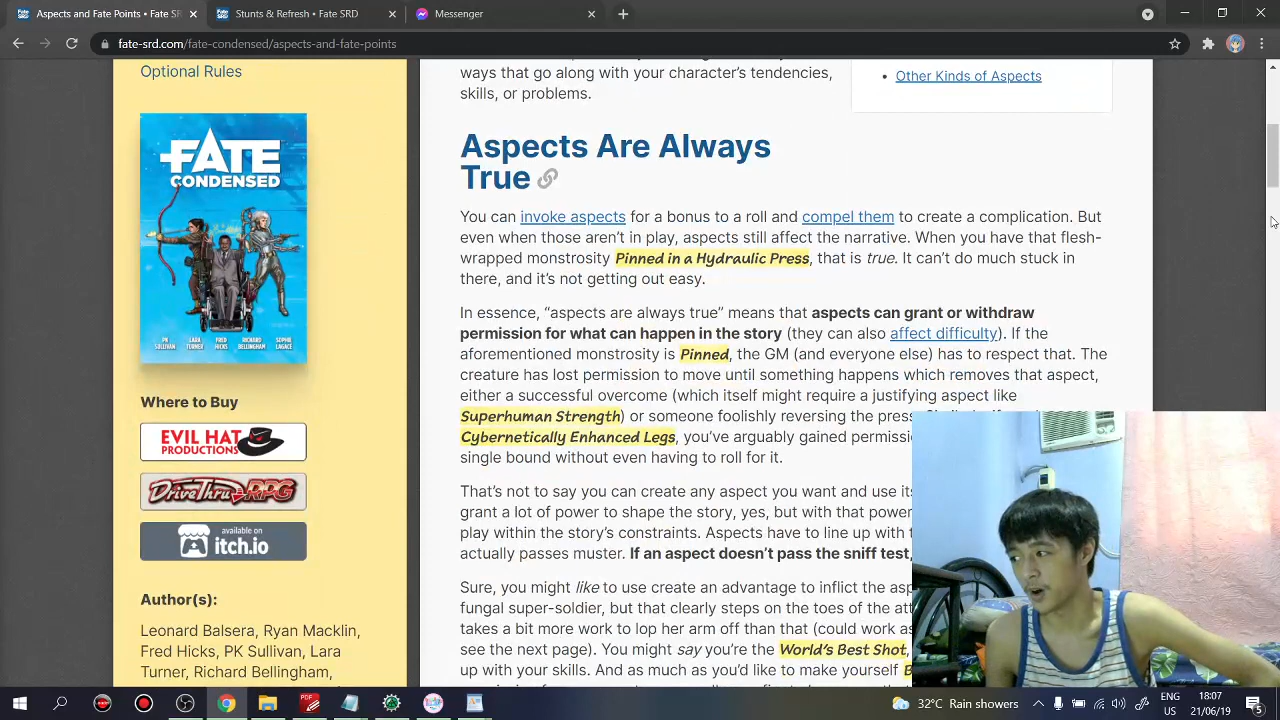 Aspects and Fate Points • Fate SR
Stunts & Refresh • Fate SRD
Messenger
fate-srd.com/fate-condensed/aspects-and-fate-points
Optional Rules
FATE
CONDENSED
PK SULLIVAN
LARA TURNER
FRED HICKS
RICHARD BELLINGHAM
SOPHIE LAGACÉ
Where to Buy
EVIL HAT
PRODUCTIONS
DriveThruRPG
available on
itch.io
Author(s):
Leonard Balsera, Ryan Macklin,
Fred Hicks, PK Sullivan, Lara
Turner, Richard Bellingham,
ways that go along with your character's tendencies,
skills, or problems.
Other Kinds of Aspects
Aspects Are Always
True
You can invoke aspects for a bonus to a roll and compel them to create a complication. But
even when those aren't in play, aspects still affect the narrative. When you have that flesh-
wrapped monstrosity Pinned in a Hydraulic Press, that is true. It can't do much stuck in
there, and it's not getting out easy.
In essence, “aspects are always true” means that aspects can grant or withdraw
permission for what can happen in the story (they can also affect difficulty). If the
aforementioned monstrosity is Pinned, the GM (and everyone else) has to respect that. The
creature has lost permission to move until something happens which removes that aspect,
either a successful overcome (which itself might require a justifying aspect like
Superhuman Strength) or someone foolishly reversing the press
Cybernetically Enhanced Legs, you've arguably gained
single bound without even having to roll for it.
That's not to say you can create any aspect you want and use
grant a lot of power to shape the story, yes, but with that power
play within the story's constraints. Aspects have to line up with
actually passes muster. If an aspect doesn't pass the sniff test,
Sure, you might like to use create an advantage to inflict the
fungal super-soldier, but that clearly steps on the toes of the
takes a bit more work to lop her arm off than that (could work
see the next page). You might say you're the World's Best Shot,
up with your skills. And as much as you'd like to make yourself
32°C Rain showers
ENG
US
18:07
21/06/19
5